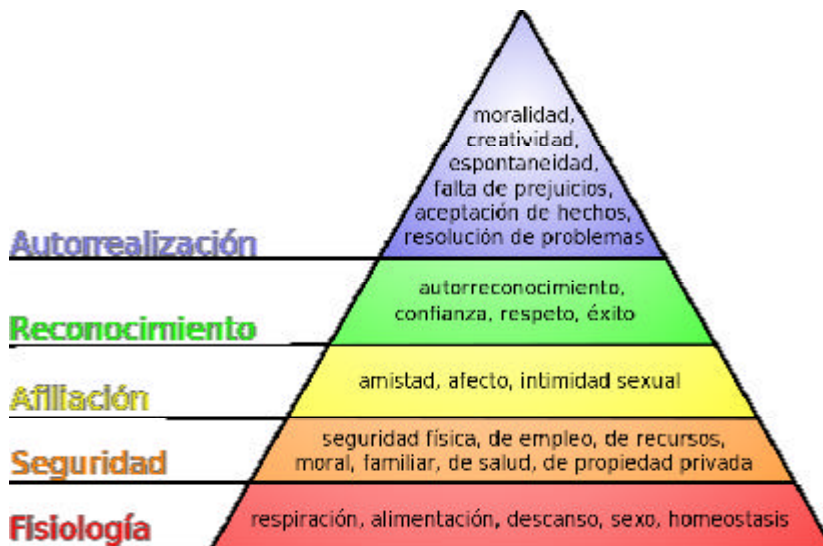 moralidad,
creatividad,
espontaneidad,
falta de prejuicios,
aceptación de hechos,
resolución de problemas
Autorrealización
autorreconocimiento,
confianza, respeto, éxito
Reconocimiento
amistad, afecto, intimidad sexual
Afiliación
seguridad física, de empleo, de recursos,
moral, familiar, de salud, de propiedad privada
Seguridad
respiración, alimentación, descanso, sexo, homeostasis
Fisiología